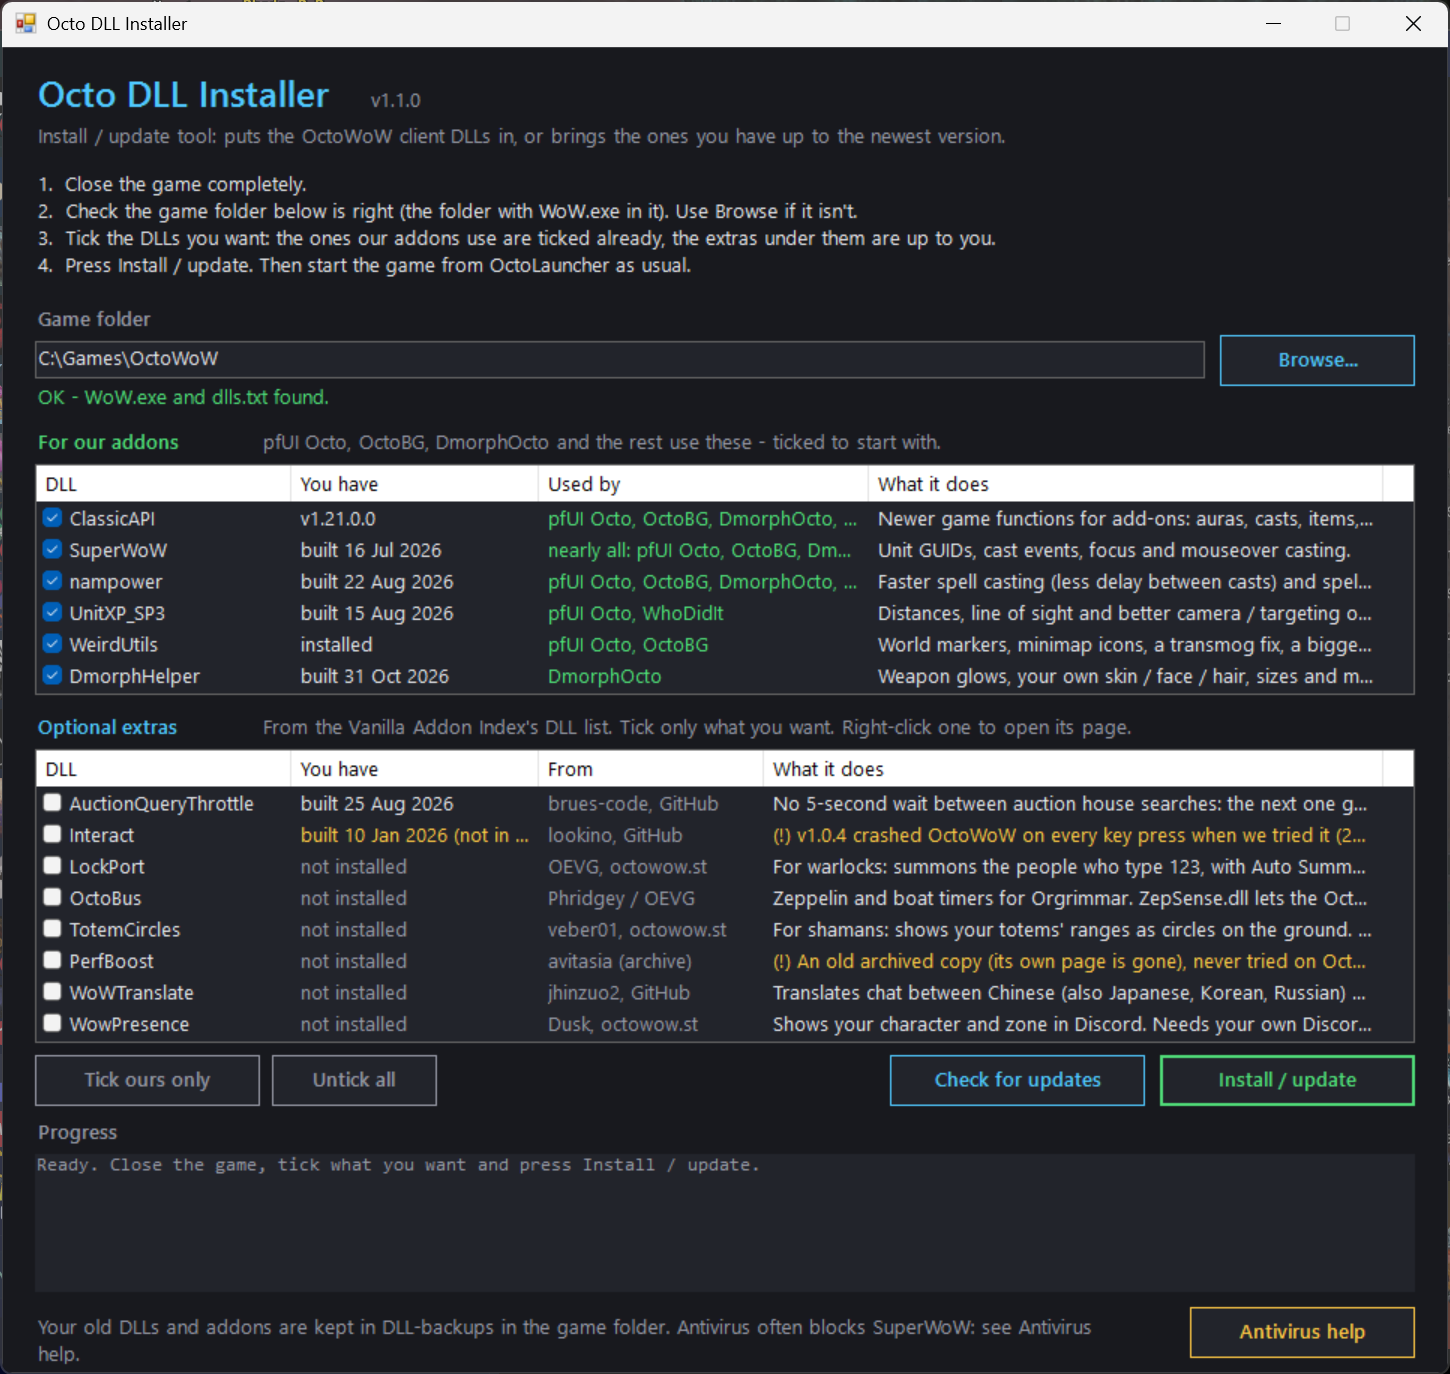 Octo DLL Installer
Octo DLL Installer v1.1.0
Install / update tool: puts the OctoWoW client DLLs in, or brings the ones you have up to the newest version.
1. Close the game completely.
2. Check the game folder below is right (the folder with WoW.exe in it). Use Browse if it isn't.
3. Tick the DLLs you want: the ones our addons use are ticked already, the extras under them are up to you.
4. Press Install / update. Then start the game from OctoLauncher as usual.
Game folder
C:\Games\OctoWoW Browse...
OK - WoW.exe and dlls.txt found.
For our addons pfUI Octo, OctoBG, DmorphOcto and the rest use these - ticked to start with.
DLL You have Used by What it does
ClassicAPI v1.21.0.0 pfUI Octo, OctoBG, DmorphOcto, ... Newer game functions for add-ons: auras, casts, items,...
SuperWoW built 16 Jul 2026 nearly all: pfUI Octo, OctoBG, Dm... Unit GUIDs, cast events, focus and mouseover casting.
nampower built 22 Aug 2026 pfUI Octo, OctoBG, DmorphOcto, ... Faster spell casting (less delay between casts) and spel...
UnitXP_SP3 built 15 Aug 2026 pfUI Octo, WhoDidIt Distances, line of sight and better camera / targeting o...
WeirdUtils installed pfUI Octo, OctoBG World markers, minimap icons, a transmog fix, a bigge...
DmorphHelper built 31 Oct 2026 DmorphOcto Weapon glows, your own skin / face / hair, sizes and m...
Optional extras From the Vanilla Addon Index's DLL list. Tick only what you want. Right-click one to open its page.
DLL You have From What it does
AuctionQueryThrottle built 25 Aug 2026 brues-code, GitHub No 5-second wait between auction house searches: the next one g...
Interact built 10 Jan 2026 (not in ... lookino, GitHub (!) v1.0.4 crashed OctoWoW on every key press when we tried it (2...
LockPort not installed OEVG, octowow.st For warlocks: summons the people who type 123, with Auto Summ...
OctoBus not installed Phridgey / OEVG Zeppelin and boat timers for Orgrimmar. ZepSense.dll lets the Oct...
TotemCircles not installed veber01, octowow.st For shamans: shows your totems' ranges as circles on the ground. ...
PerfBoost not installed avitasia (archive) (!) An old archived copy (its own page is gone), never tried on Oct...
WoWTranslate not installed jhinzuo2, GitHub Translates chat between Chinese (also Japanese, Korean, Russian) ...
WowPresence not installed Dusk, octowow.st Shows your character and zone in Discord. Needs your own Discor...
Tick ours only Untick all Check for updates Install / update
Progress
Ready. Close the game, tick what you want and press Install / update.
Your old DLLs and addons are kept in DLL-backups in the game folder. Antivirus often blocks SuperWoW: see Antivirus
help.
Antivirus help